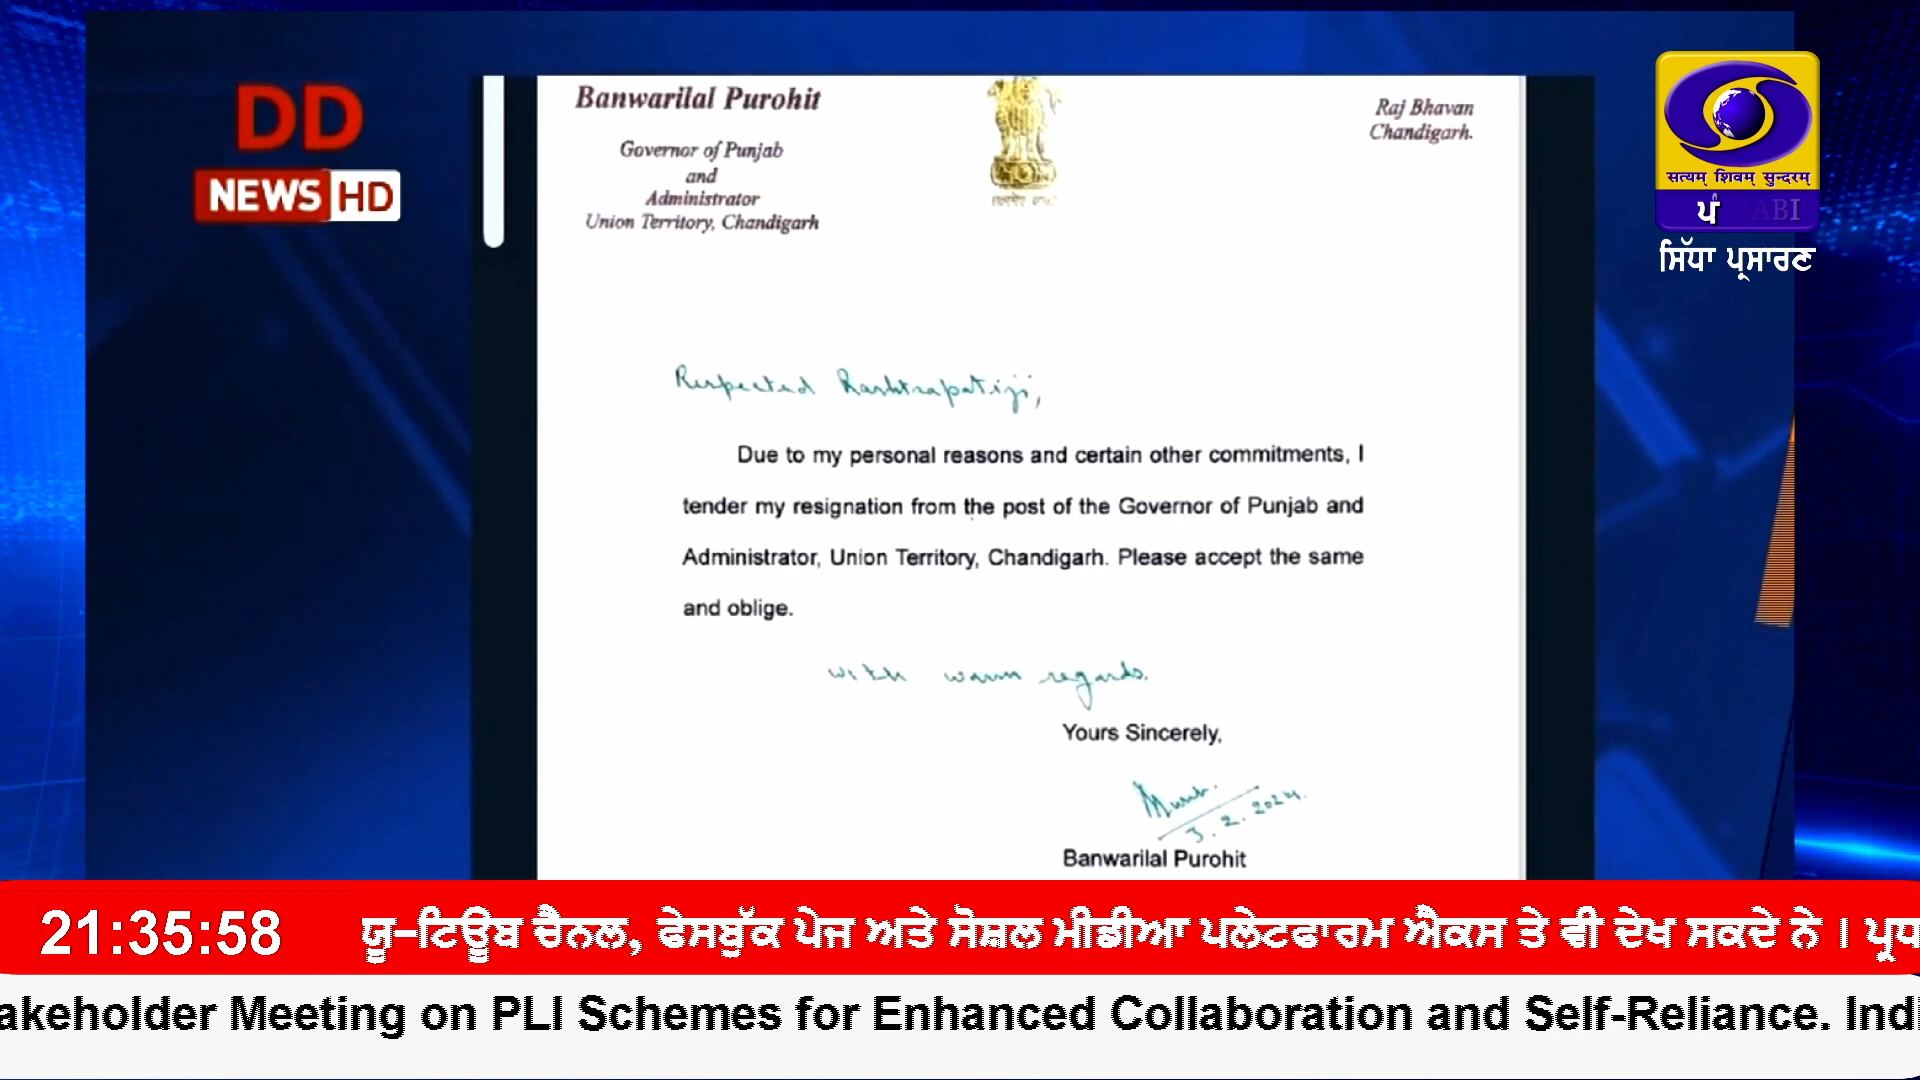 DD
NEWS HD
Banwarilal Purohit
Governor of Punjab
and
Administrator
Union Territory, Chandigarh
Raj Bhavan
Chandigarh.
सत्यम् शिवम् सुन्दरम्
ਪੰ ABI
ਸਿੱਧਾ ਪ੍ਰਸਾਰਣ
Respected Rashtrapatiji,
Due to my personal reasons and certain other commitments, I
tender my resignation from the post of the Governor of Punjab and
Administrator, Union Territory, Chandigarh. Please accept the same
and oblige.
with warm regards.
Yours Sincerely,
3.2.2024.
Banwarilal Purohit
21:35:58
ਯੂ-ਟਿਊਬ ਚੈਨਲ, ਫੇਸਬੁੱਕ ਪੇਜ ਅਤੇ ਸੋਸ਼ਲ ਮੀਡੀਆ ਪਲੇਟਫਾਰਮ ਐਕਸ ਤੇ ਵੀ ਦੇਖ ਸਕਦੇ ਨੇ । ਪ੍ਰਧ
akeholder Meeting on PLI Schemes for Enhanced Collaboration and Self-Reliance. Indi